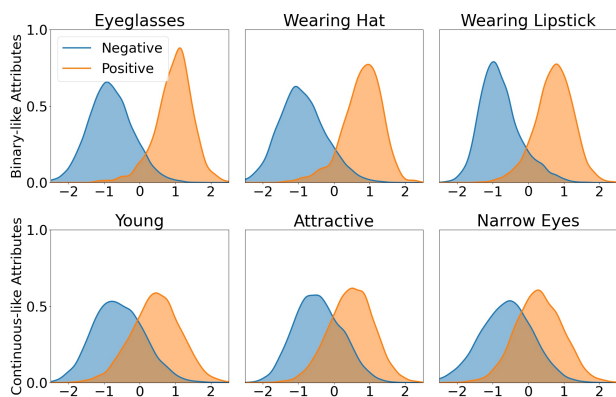 Eyeglasses
Wearing Hat
Wearing Lipstick
Binary-like Attributes
1.0
0.5
0.0
Negative
Positive
−2 −1 0 1 2
−2 −1 0 1 2
−2 −1 0 1 2
Young
Attractive
Narrow Eyes
Continuous-like Attributes
1.0
0.5
0.0
−2 −1 0 1 2
−2 −1 0 1 2
−2 −1 0 1 2